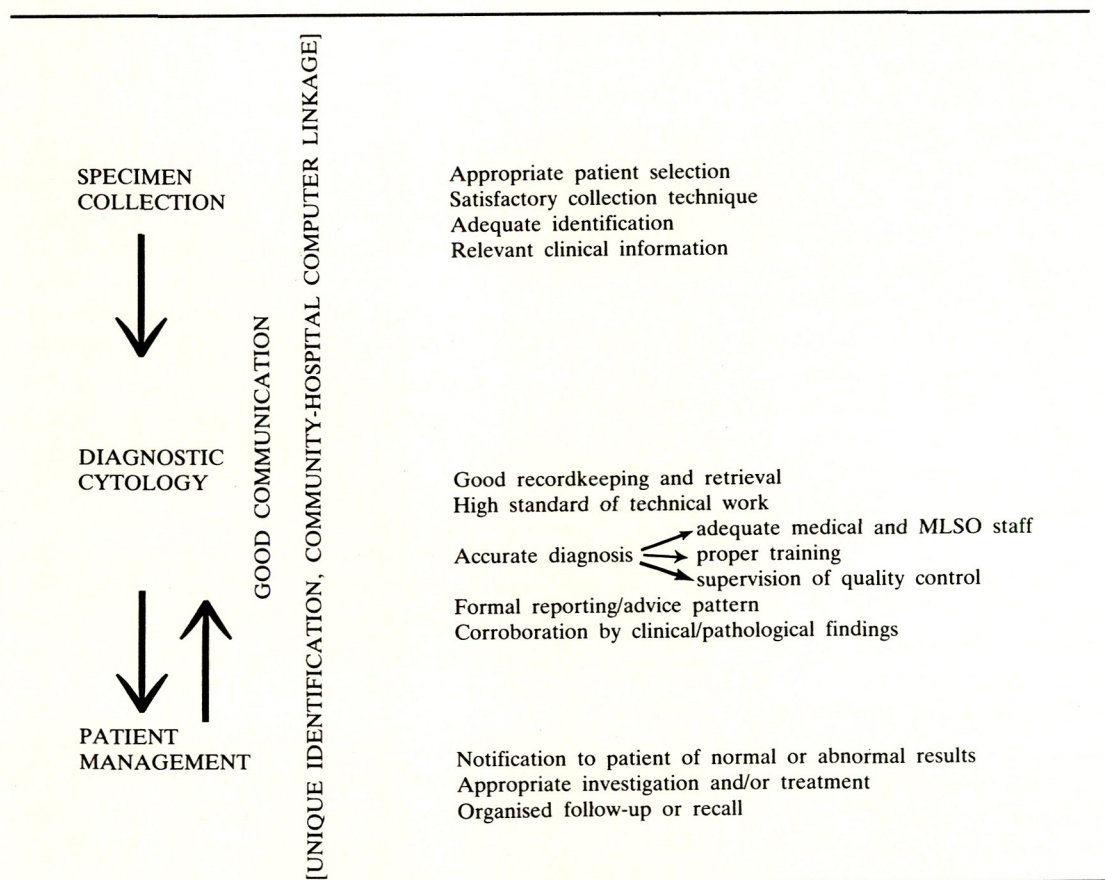 SPECIMEN
COLLECTION
Appropriate patient selection
Satisfactory collection technique
Adequate identification
Relevant clinical information
GOOD COMMUNICATION
[UNIQUE IDENTIFICATION, COMMUNITY-HOSPITAL COMPUTER LINKAGE]
DIAGNOSTIC
CYTOLOGY
Good recordkeeping and retrieval
High standard of technical work
adequate medical and MLSO staff
Accurate diagnosis
proper training
supervision of quality control
Formal reporting/advice pattern
Corroboration by clinical/pathological findings
PATIENT
MANAGEMENT
Notification to patient of normal or abnormal results
Appropriate investigation and/or treatment
Organised follow-up or recall